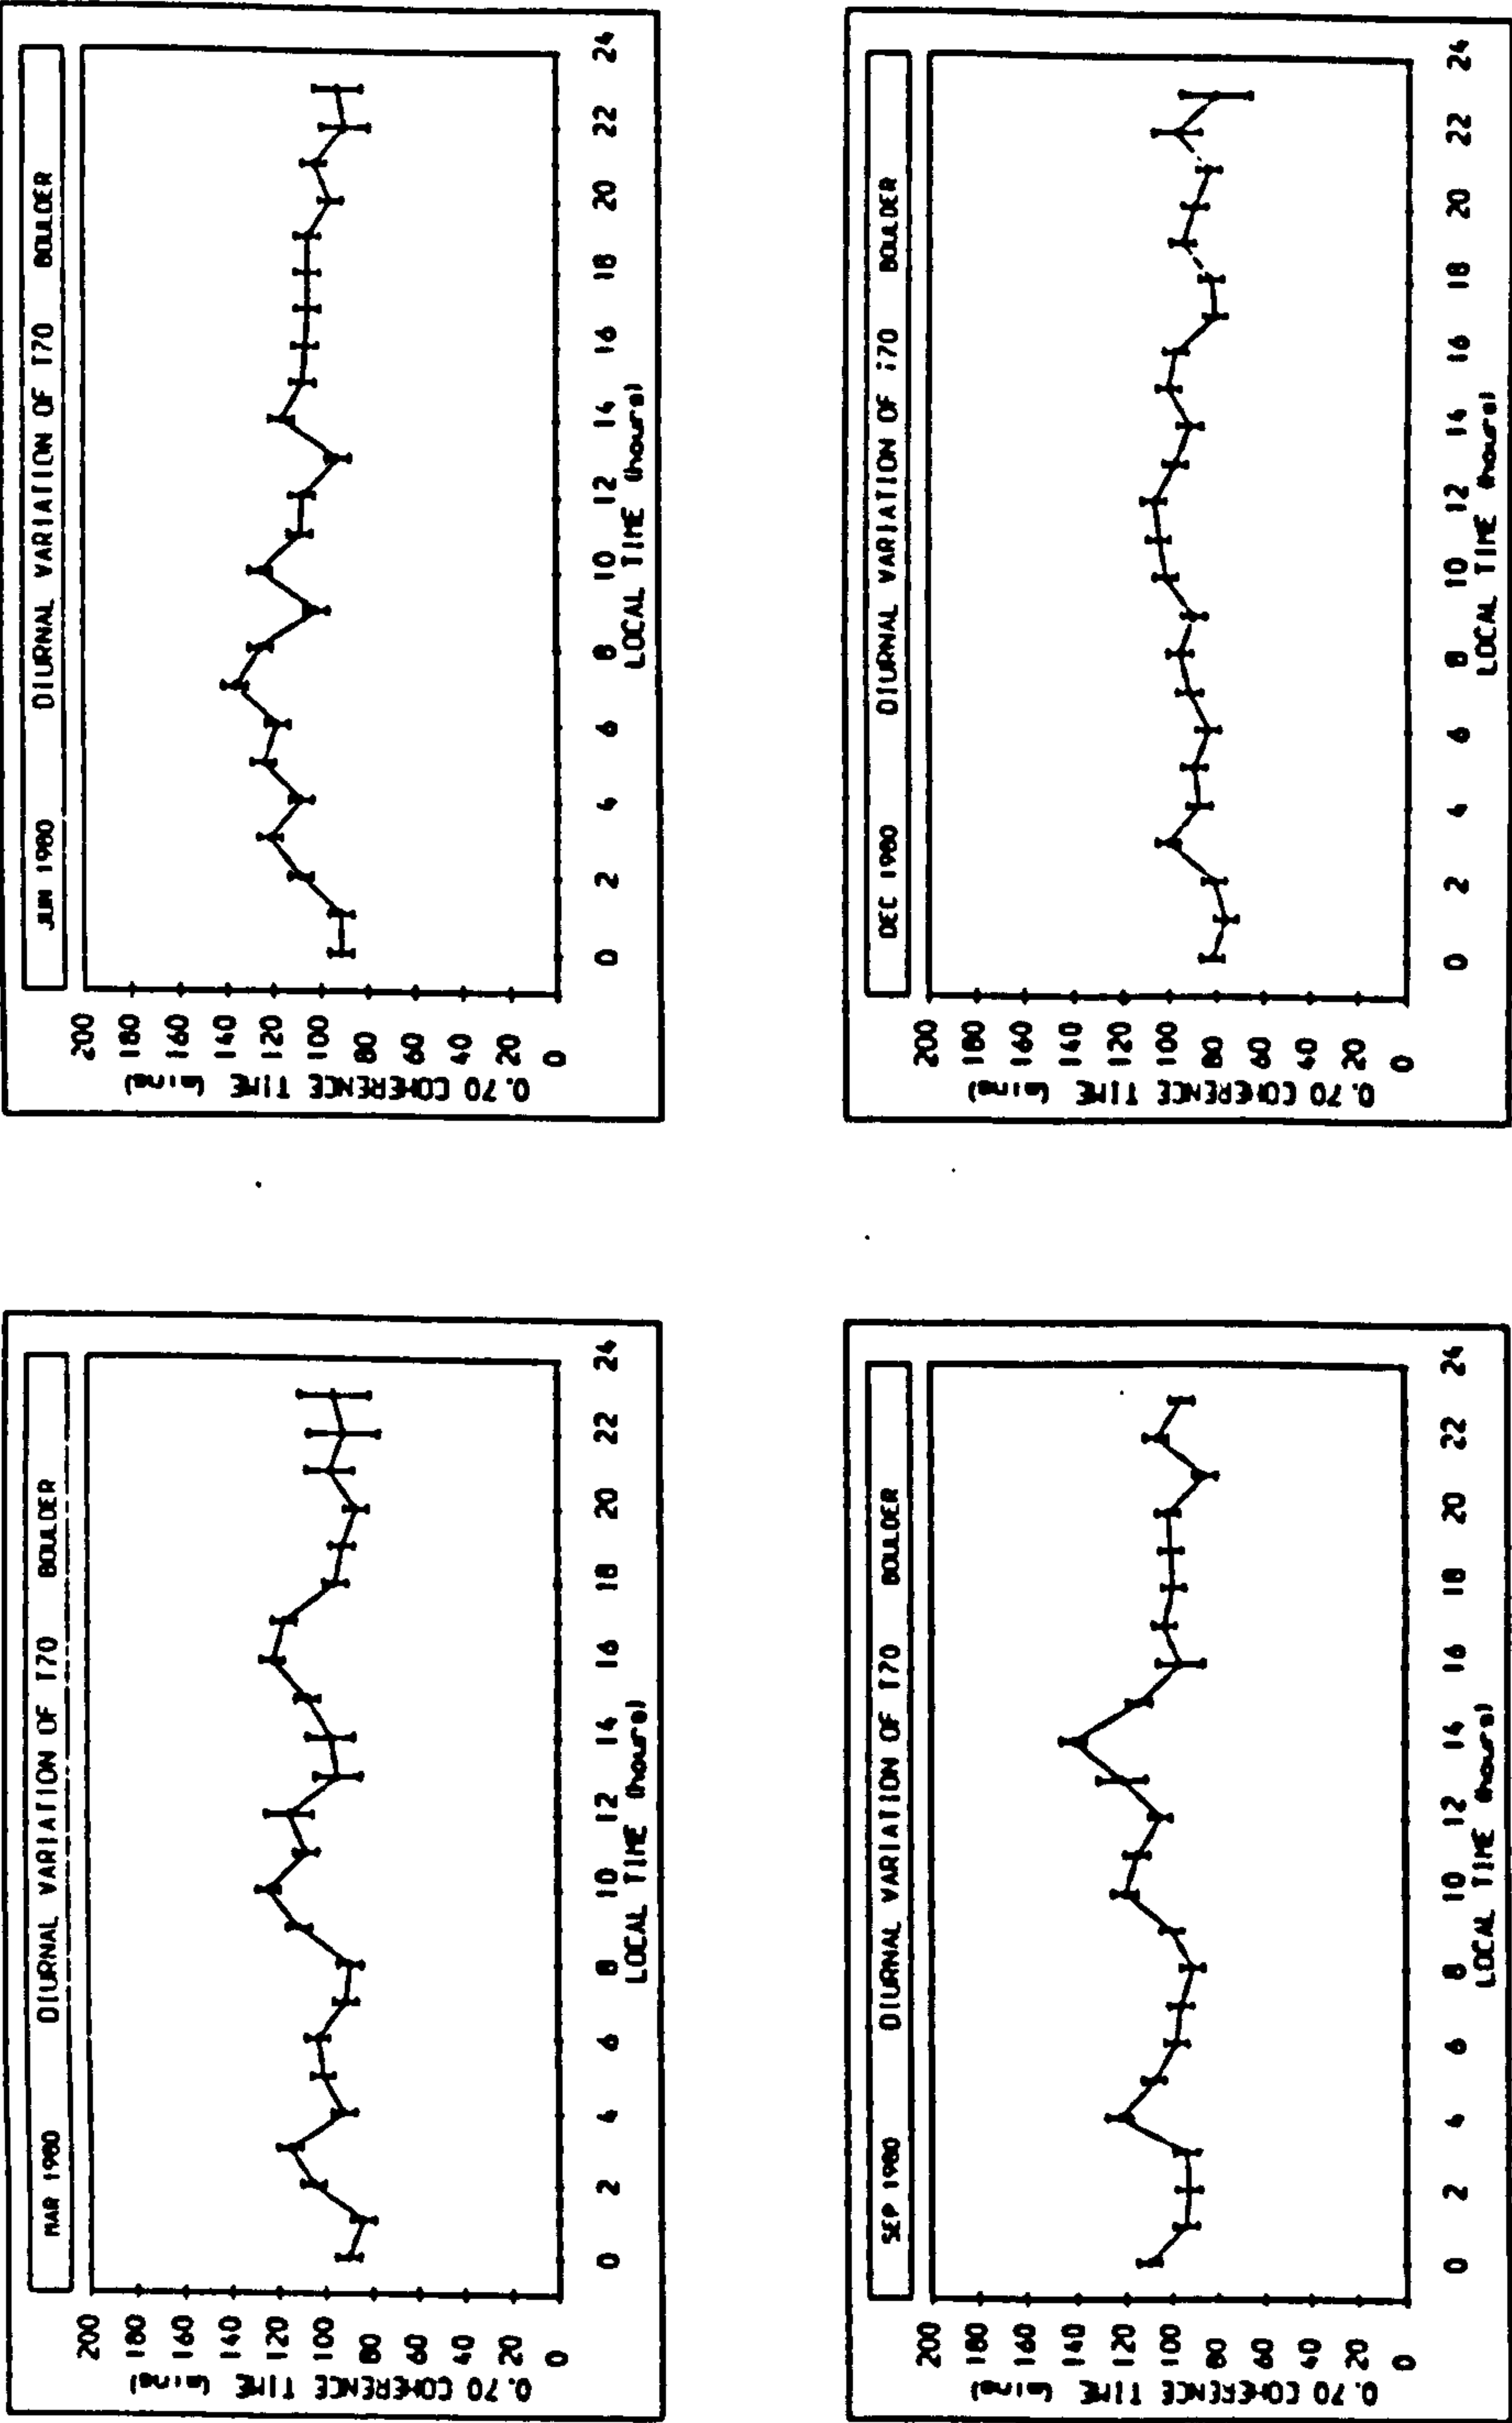 MAR 1980 DIURNAL VARIATION OF T70 BOULDER
0.70 COHERENCE TIME (mins)
200
180
160
140
120
100
80
60
40
20
0
0 2 4 6 8 10 12 14 16 18 20 22 24
LOCAL TIME (hours)
JUN 1980 DIURNAL VARIATION OF T70 BOULDER
0.70 COHERENCE TIME (mins)
200
180
160
140
120
100
80
60
40
20
0
0 2 4 6 8 10 12 14 16 18 20 22 24
LOCAL TIME (hours)
SEP 1980 DIURNAL VARIATION OF T70 BOULDER
0.70 COHERENCE TIME (mins)
200
180
160
140
120
100
80
60
40
20
0
0 2 4 6 8 10 12 14 16 18 20 22 24
LOCAL TIME (hours)
DEC 1980 DIURNAL VARIATION OF T70 BOULDER
0.70 COHERENCE TIME (mins)
200
180
160
140
120
100
80
60
40
20
0
0 2 4 6 8 10 12 14 16 18 20 22 24
LOCAL TIME (hours)